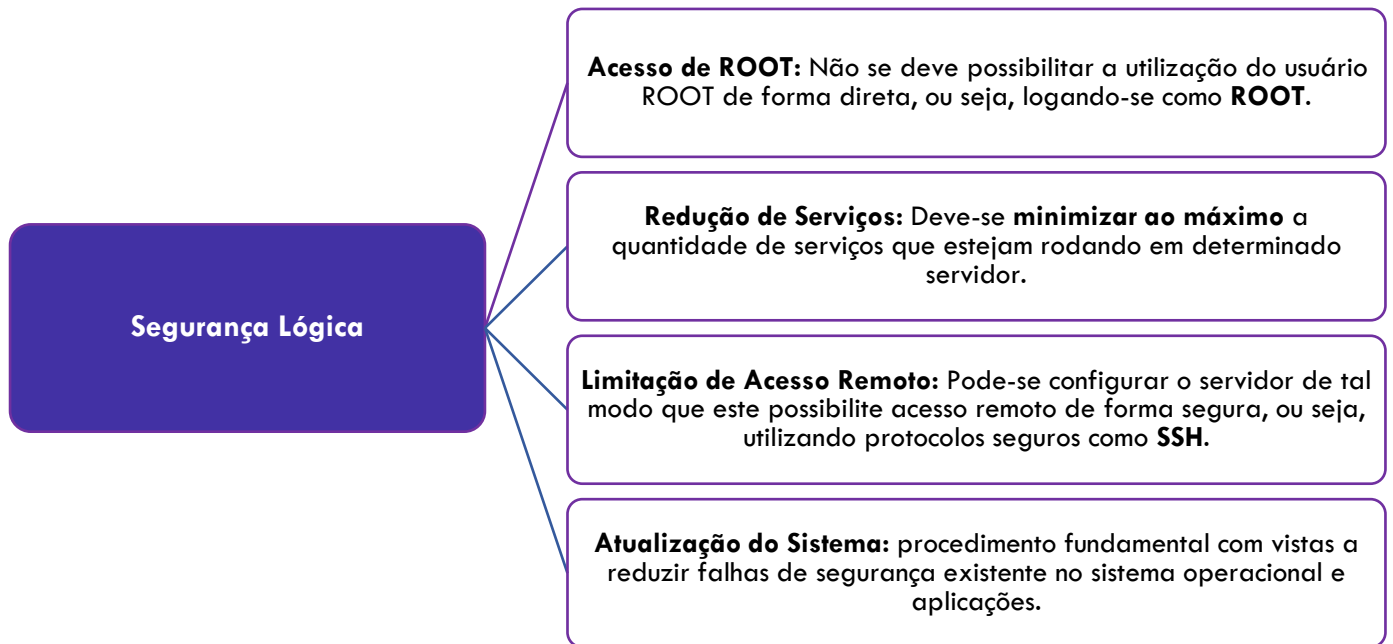 Segurança Lógica
Acesso de ROOT: Não se deve possibilitar a utilização do usuário
ROOT de forma direta, ou seja, logando-se como ROOT.
Redução de Serviços: Deve-se minimizar ao máximo a
quantidade de serviços que estejam rodando em determinado
servidor.
Limitação de Acesso Remoto: Pode-se configurar o servidor de tal
modo que este possibilite acesso remoto de forma segura, ou seja,
utilizando protocolos seguros como SSH.
Atualização do Sistema: procedimento fundamental com vistas a
reduzir falhas de segurança existente no sistema operacional e
aplicações.